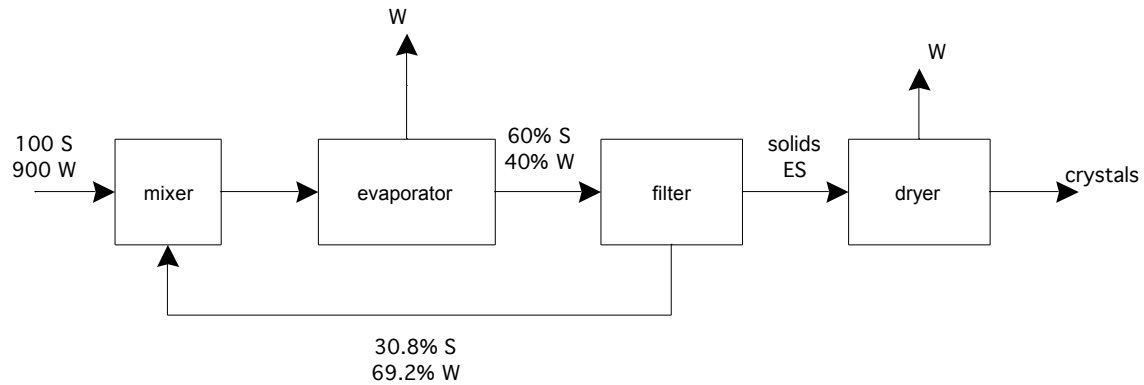 W
W
100 S
900 W
mixer
evaporator
60% S
40% W
filter
solids
ES
dryer
crystals
30.8% S
69.2% W